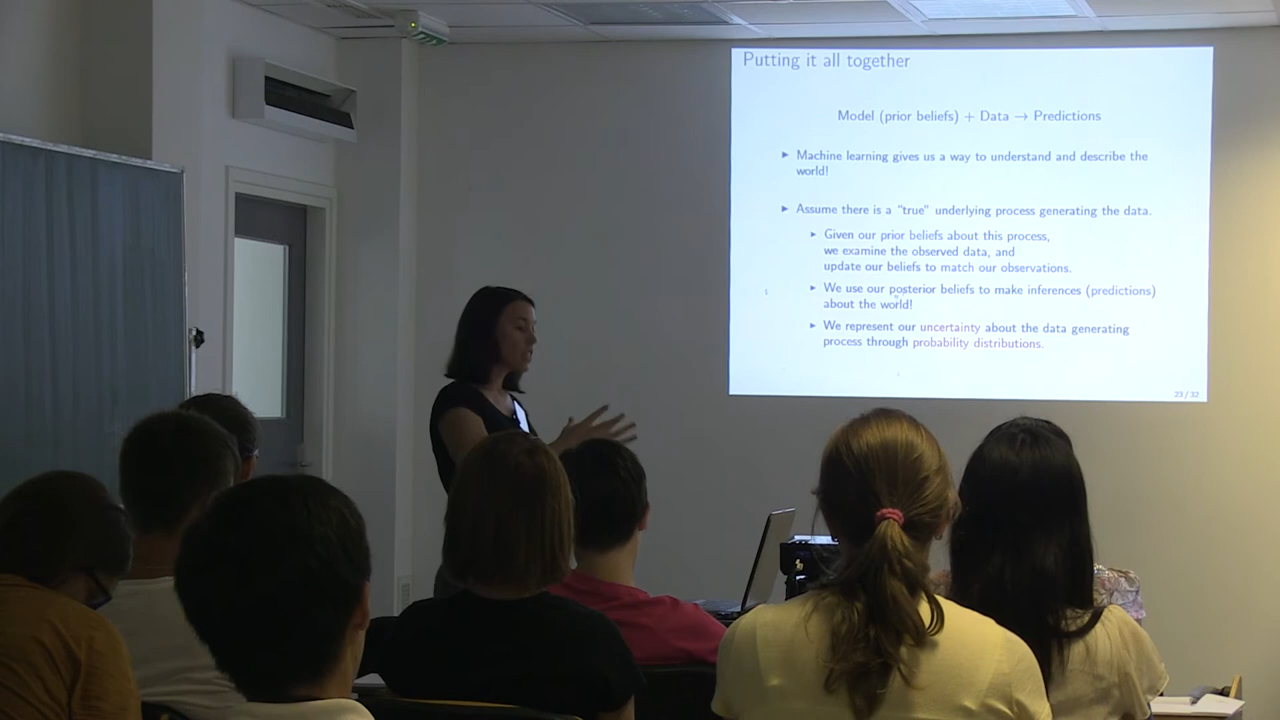 Putting it all together
Model (prior beliefs) + Data → Predictions
▶ Machine learning gives us a way to understand and describe the
world!
▶ Assume there is a "true" underlying process generating the data.
▶ Given our prior beliefs about this process,
we examine the observed data, and
update our beliefs to match our observations.
▶ We use our posterior beliefs to make inferences (predictions)
about the world!
▶ We represent our uncertainty about the data generating
process through probability distributions.
23 / 32